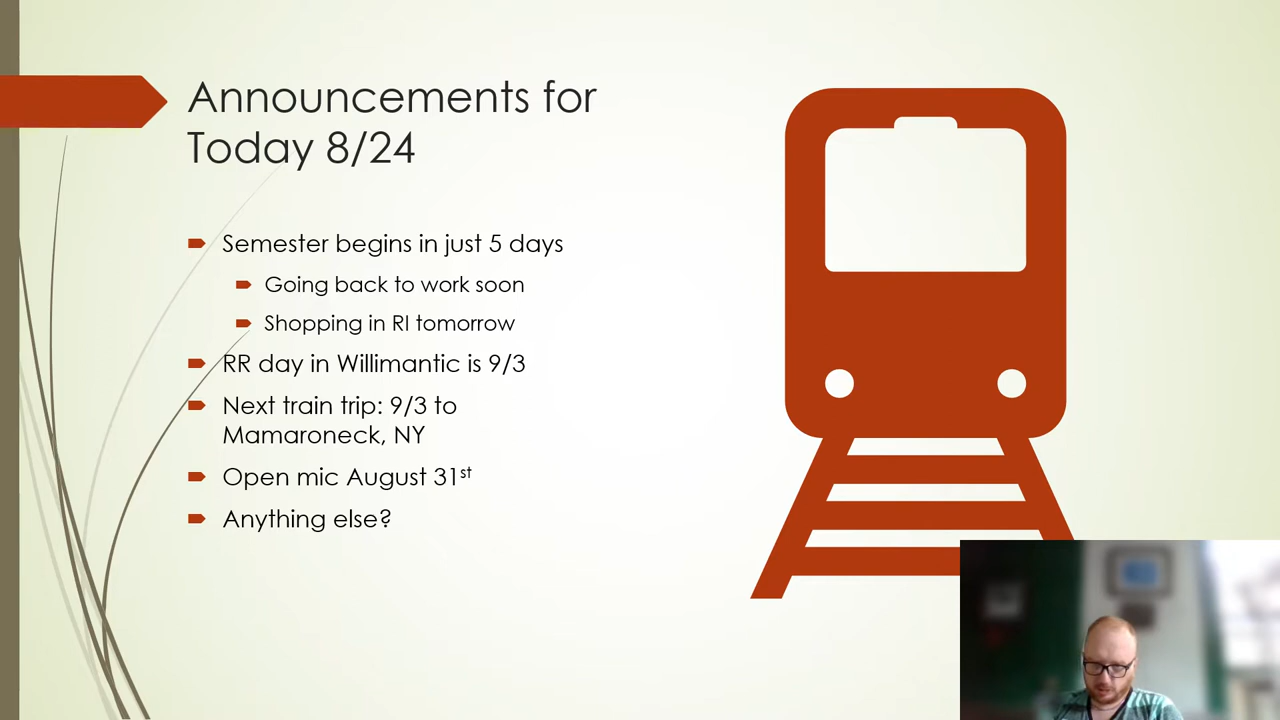 Announcements for
Today 8/24
Semester begins in just 5 days
Going back to work soon
Shopping in RI tomorrow
RR day in Willimantic is 9/3
Next train trip: 9/3 to
Mamaroneck, NY
Open mic August 31st
Anything else?